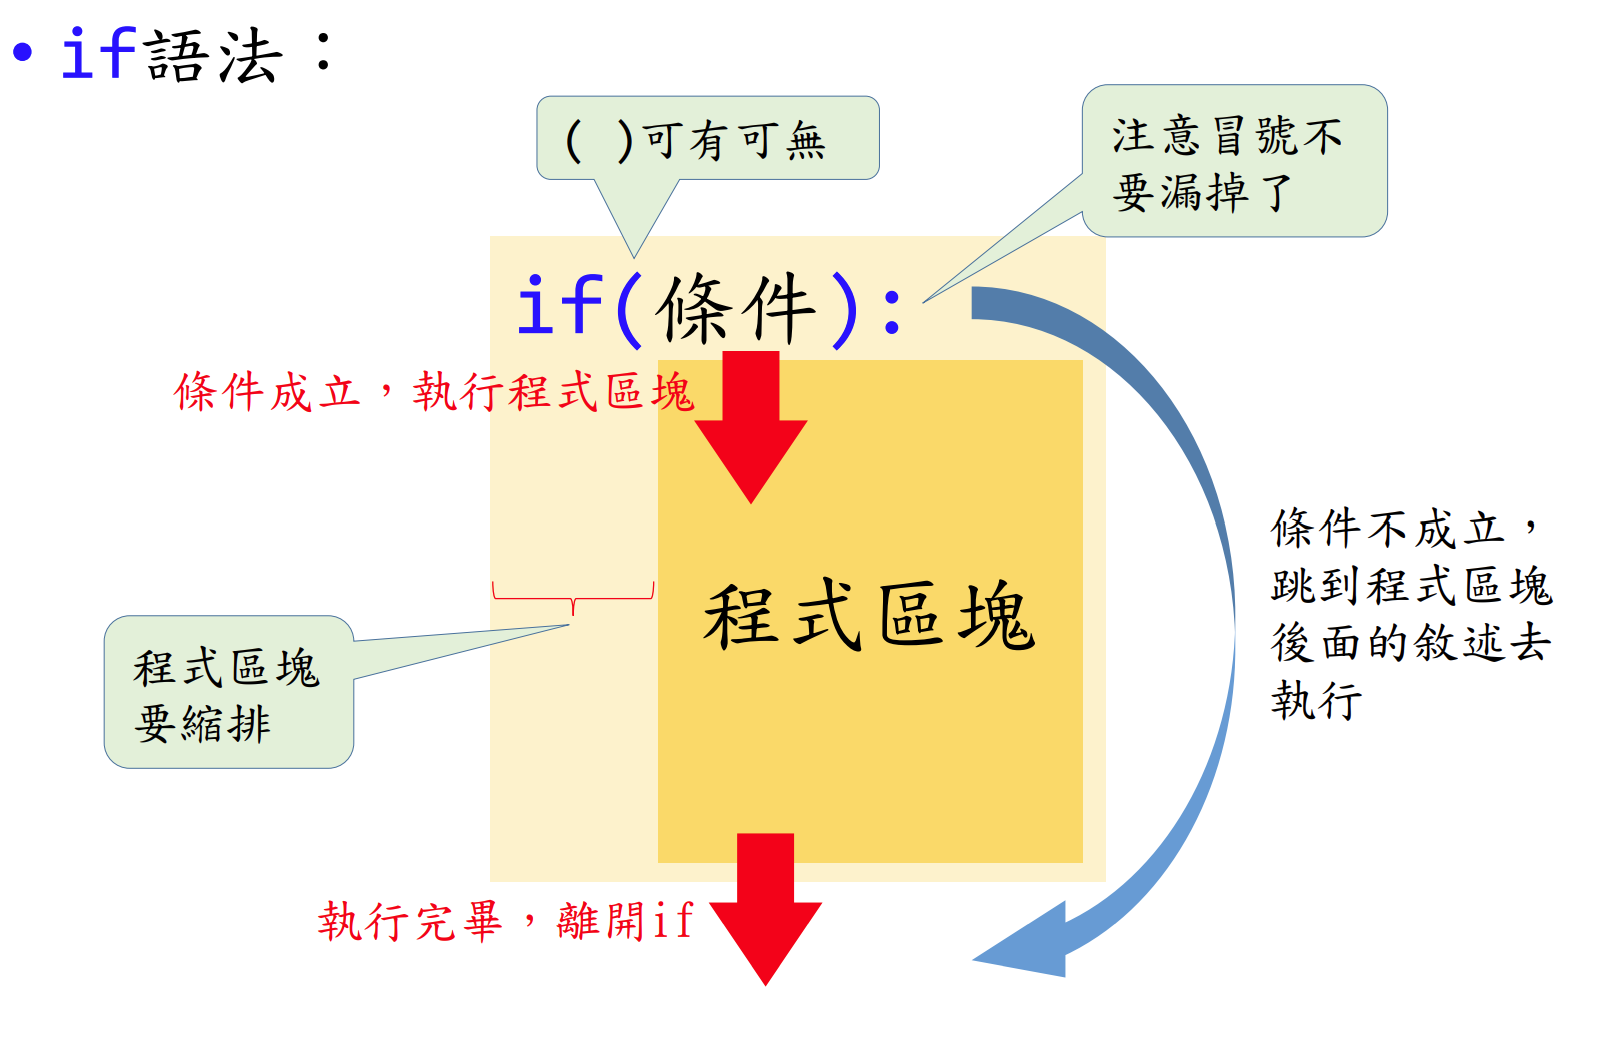 • if語法：
( )可有可無
注意冒號不
要漏掉了
if(條件):
條件成立，執行程式區塊
程式區塊
程式區塊
要縮排
條件不成立，
跳到程式區塊
後面的敘述去
執行
執行完畢，離開if